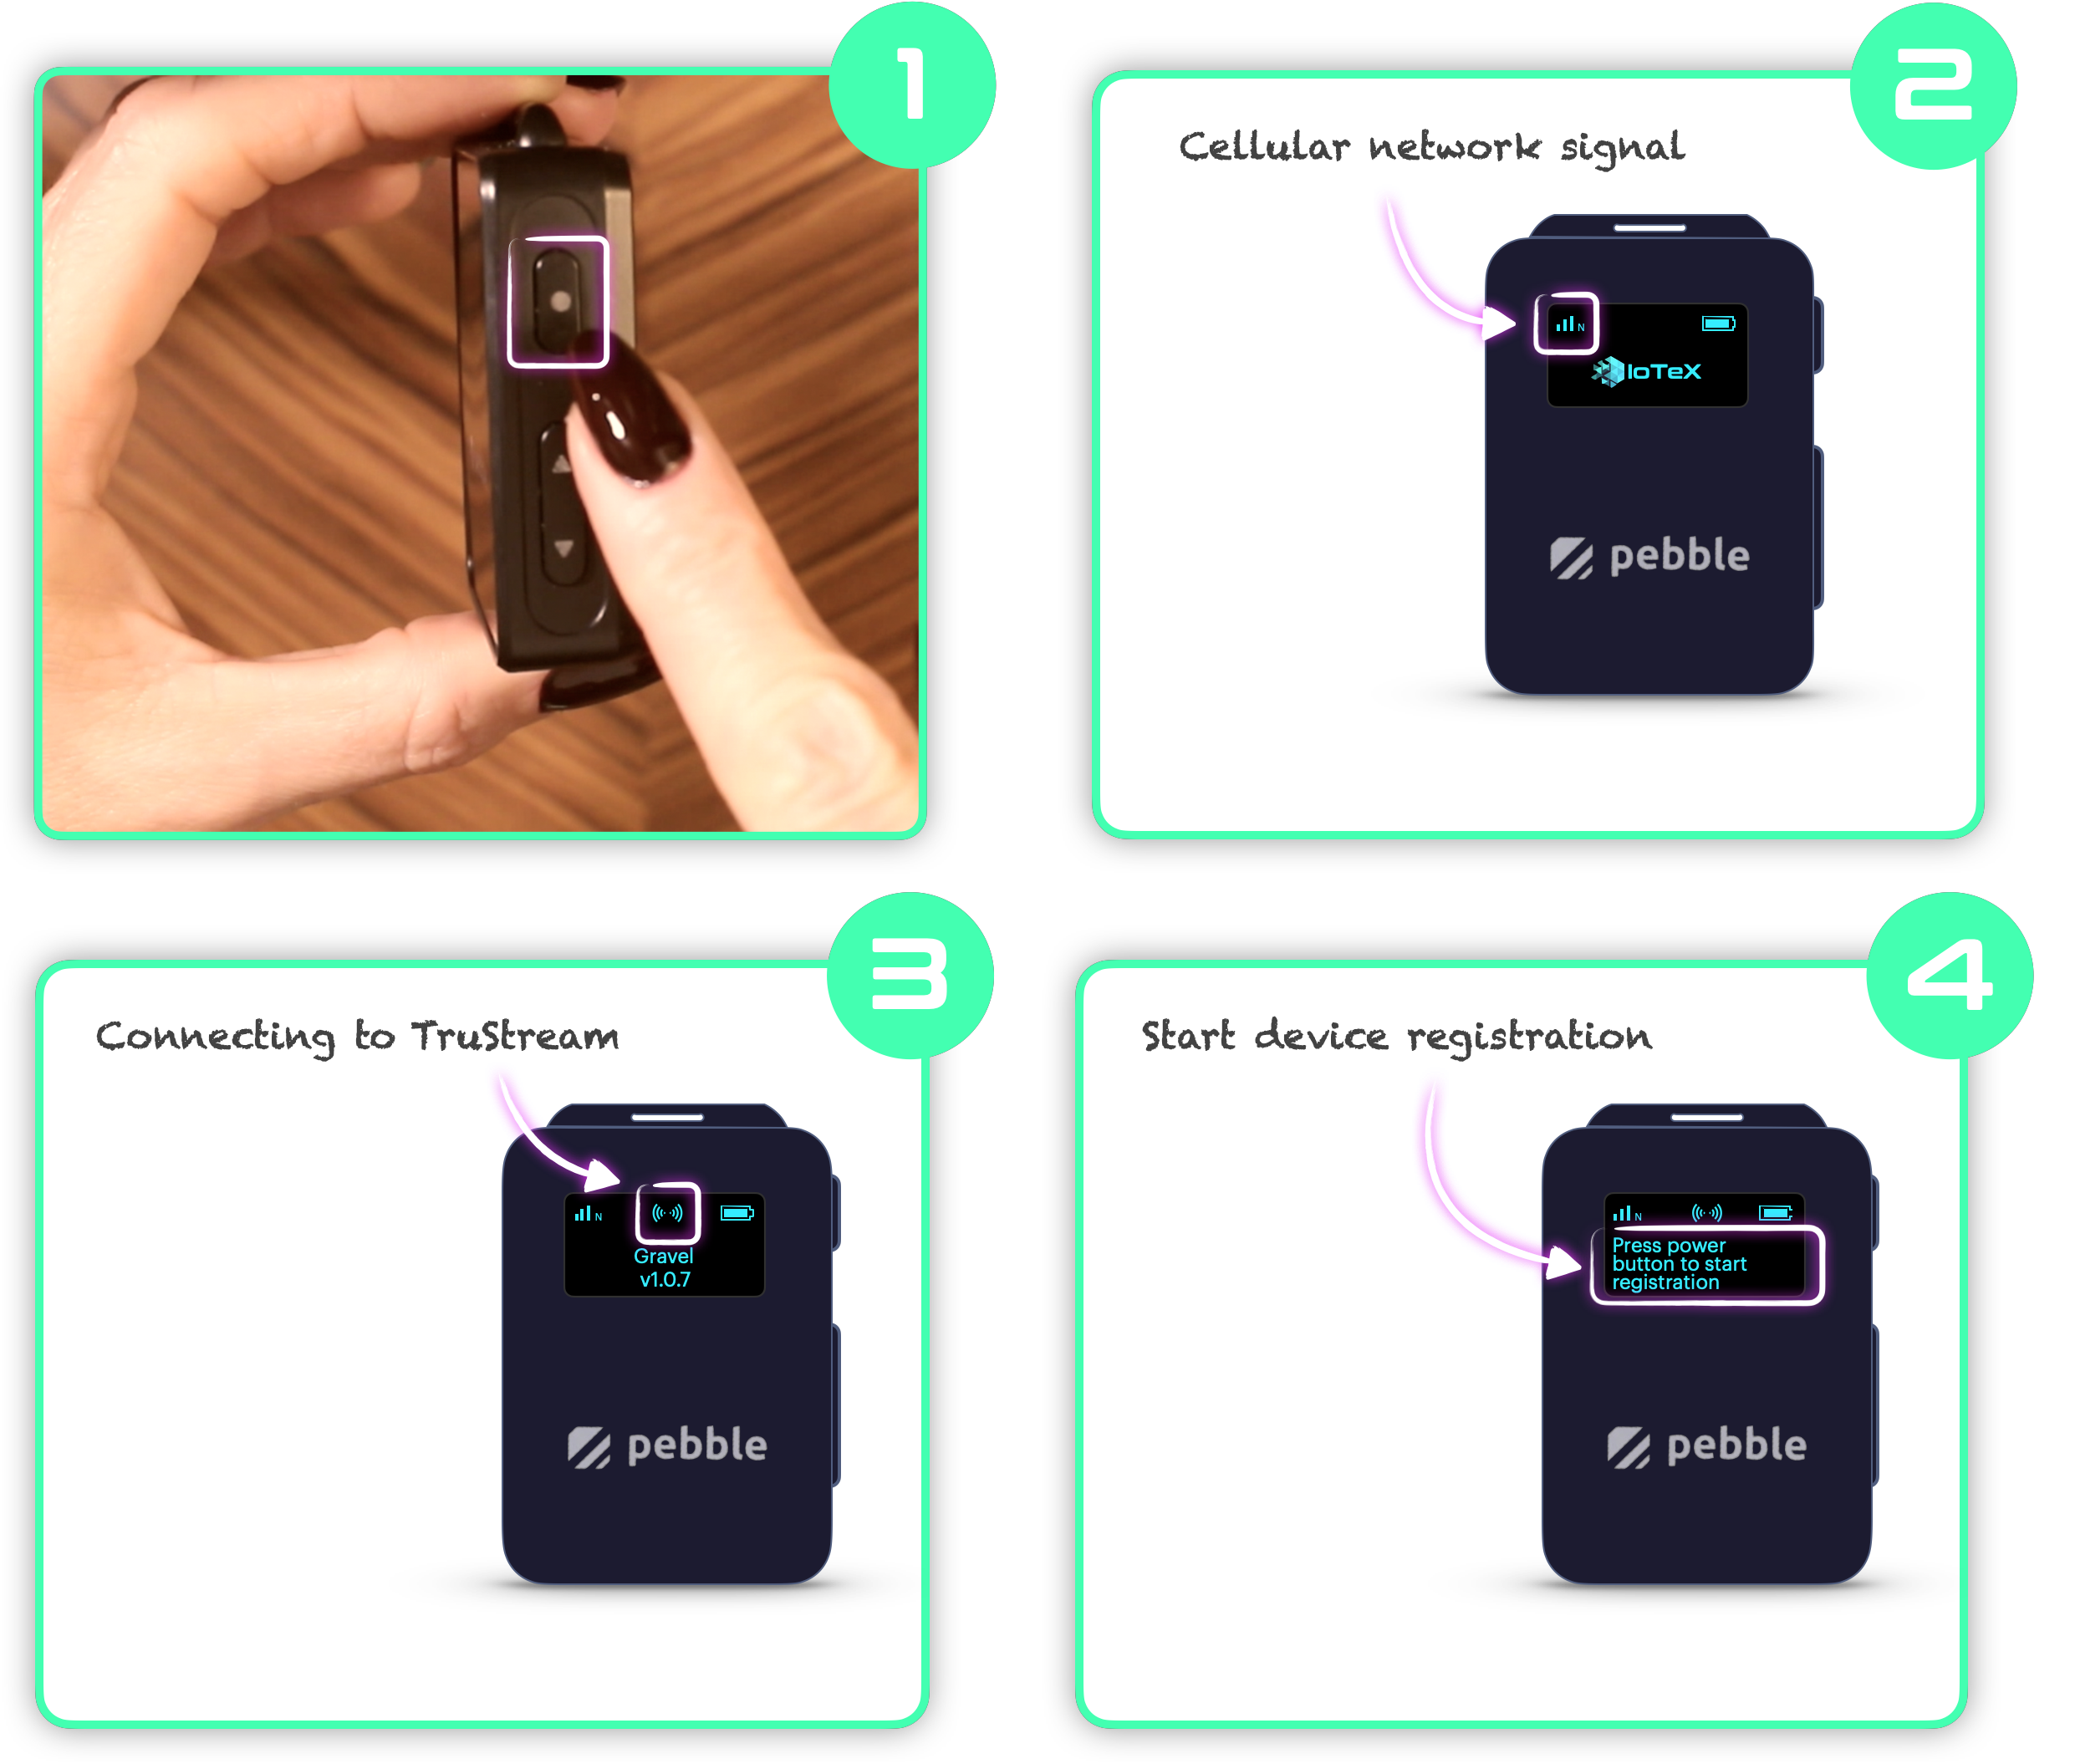 1
2
Cellular network signal
N
IoTeX
pebble
3
Connecting to TruStream
N
Gravel
v1.0.7
pebble
4
Start device registration
N
Press power
button to start
registration
pebble